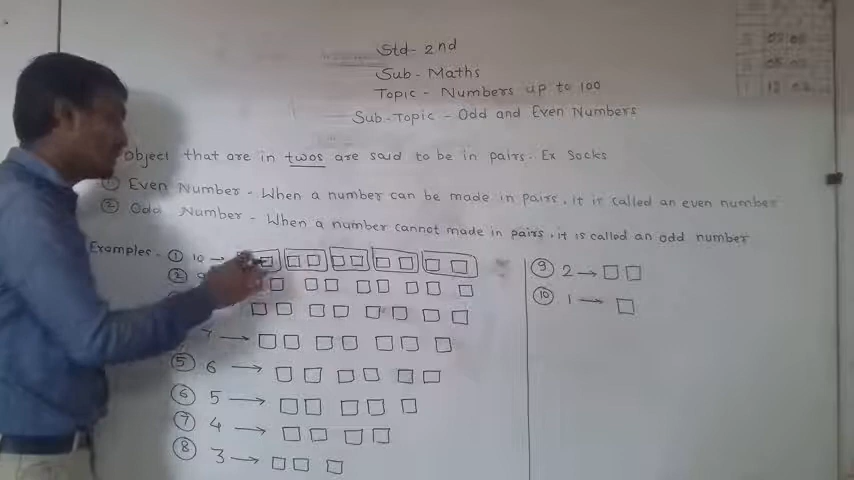 Std- 2nd
Sub- Maths
Topic - Numbers up to 100
Sub-Topic - Odd and Even Numbers
Object that are in twos are said to be in pairs. Ex Socks
① Even Number - When a number can be made in pairs, it is called an even number
② Odd Number - When a number cannot made in pairs, it is called an odd number
Examples - ① 10 →
② 9
7 →
⑤ 6 →
⑥ 5 →
⑦ 4 →
⑧ 3 →
⑨ 2 →
⑩ 1 →